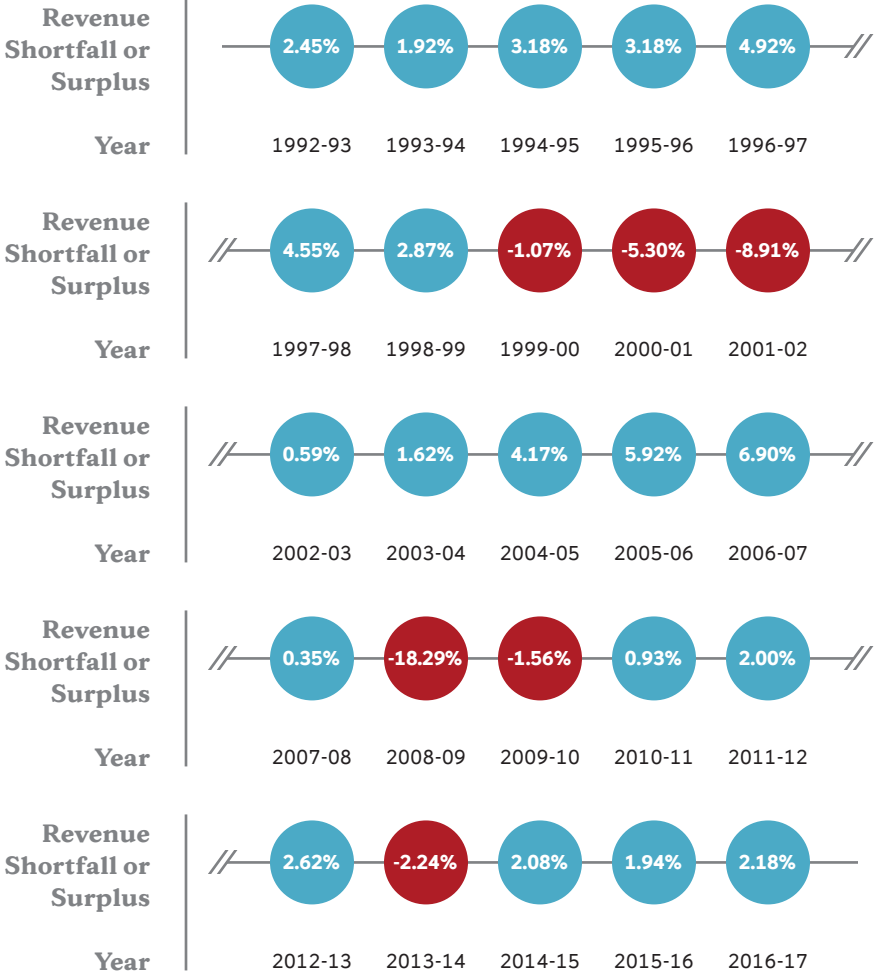 Revenue
Shortfall or
Surplus
2.45% 1.92% 3.18% 3.18% 4.92%
Year
1992-93 1993-94 1994-95 1995-96 1996-97
Revenue
Shortfall or
Surplus
4.55% 2.87% -1.07% -5.30% -8.91%
Year
1997-98 1998-99 1999-00 2000-01 2001-02
Revenue
Shortfall or
Surplus
0.59% 1.62% 4.17% 5.92% 6.90%
Year
2002-03 2003-04 2004-05 2005-06 2006-07
Revenue
Shortfall or
Surplus
0.35% -18.29% -1.56% 0.93% 2.00%
Year
2007-08 2008-09 2009-10 2010-11 2011-12
Revenue
Shortfall or
Surplus
2.62% -2.24% 2.08% 1.94% 2.18%
Year
2012-13 2013-14 2014-15 2015-16 2016-17